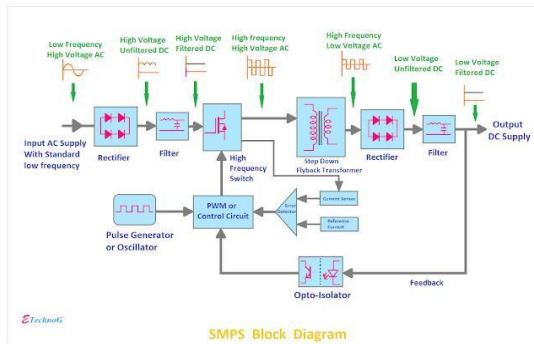 Low Frequency
High Voltage AC
High Voltage
Unfiltered DC
High Voltage
Filtered DC
High frequency
High Voltage AC
High Frequency
Low Voltage AC
Low Voltage
Unfiltered DC
Low Voltage
Filtered DC
Input AC Supply
With Standard
low frequency
Rectifier
Filter
High
Frequency
Switch
Step Down
Flyback Transformer
Rectifier
Filter
Output
DC Supply
Pulse Generator
or Oscillator
PWM or
Control Circuit
Error
Detector
Current Sensor
Reference
Current
Opto-Isolator
Feedback
ETechnoG
SMPS Block Diagram